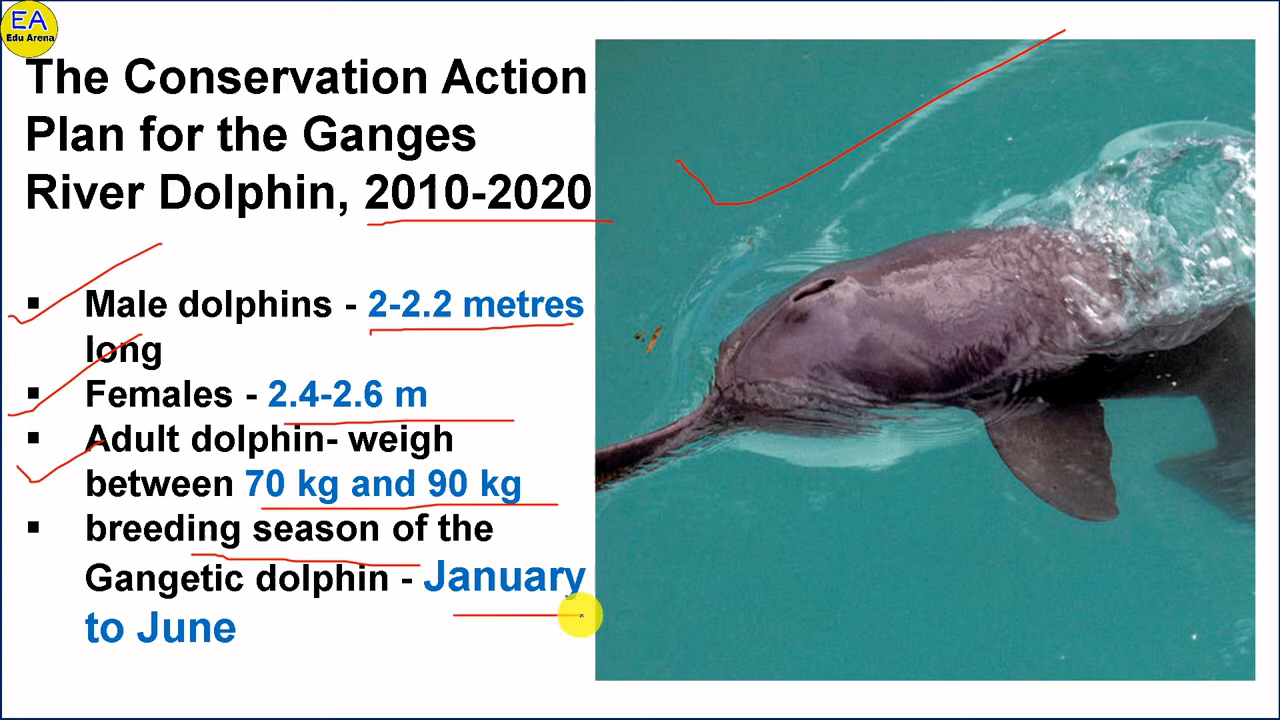 EA
Edu Arena
The Conservation Action
Plan for the Ganges
River Dolphin, 2010-2020
▪ Male dolphins - 2-2.2 metres
long
▪ Females - 2.4-2.6 m
▪ Adult dolphin- weigh
between 70 kg and 90 kg
▪ breeding season of the
Gangetic dolphin - January
to June